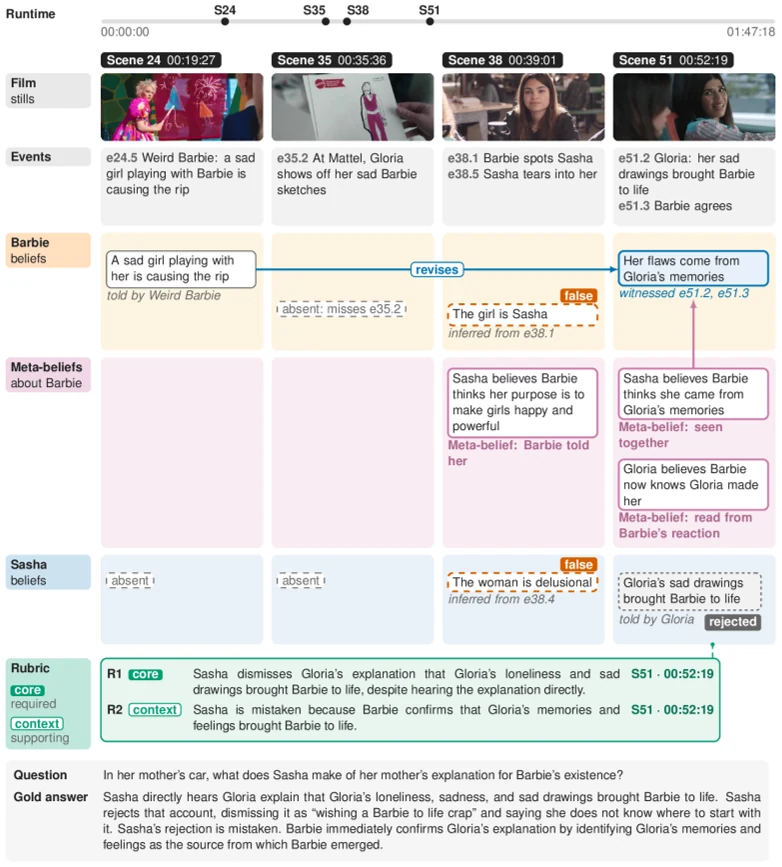 Runtime
S24
S35
S38
S51
00:00:00
01:47:18
Scene 24 00:19:27
Scene 35 00:35:36
Scene 38 00:39:01
Scene 51 00:52:19
Film
stills
Events
e24.5 Weird Barbie: a sad
girl playing with Barbie is
causing the rip
e35.2 At Mattel, Gloria
shows off her sad Barbie
sketches
e38.1 Barbie spots Sasha
e38.5 Sasha tears into her
e51.2 Gloria: her sad
drawings brought Barbie
to life
e51.3 Barbie agrees
Barbie
beliefs
A sad girl playing with
her is causing the rip
told by Weird Barbie
revises
absent: misses e35.2
false
The girl is Sasha
inferred from e38.1
Her flaws come from
Gloria's memories
witnessed e51.2, e51.3
Meta-beliefs
about Barbie
Sasha believes Barbie
thinks her purpose is to
make girls happy and
powerful
Meta-belief: Barbie told
her
Sasha believes Barbie
thinks she came from
Gloria's memories
Meta-belief: seen
together
Gloria believes Barbie
now knows Gloria made
her
Meta-belief: read from
Barbie's reaction
Sasha
beliefs
absent
absent
false
The woman is delusional
inferred from e38.4
Gloria's sad drawings
brought Barbie to life
told by Gloria
rejected
Rubric
core
required
context
supporting
R1 core Sasha dismisses Gloria's explanation that Gloria's loneliness and sad S51 · 00:52:19
drawings brought Barbie to life, despite hearing the explanation directly.
R2 context Sasha is mistaken because Barbie confirms that Gloria's memories and S51 · 00:52:19
feelings brought Barbie to life.
Question In her mother's car, what does Sasha make of her mother's explanation for Barbie's existence?
Gold answer Sasha directly hears Gloria explain that Gloria's loneliness, sadness, and sad drawings brought Barbie to life. Sasha
rejects that account, dismissing it as "wishing a Barbie to life crap" and saying she does not know where to start with
it. Sasha's rejection is mistaken. Barbie immediately confirms Gloria's explanation by identifying Gloria's memories and
feelings as the source from which Barbie emerged.